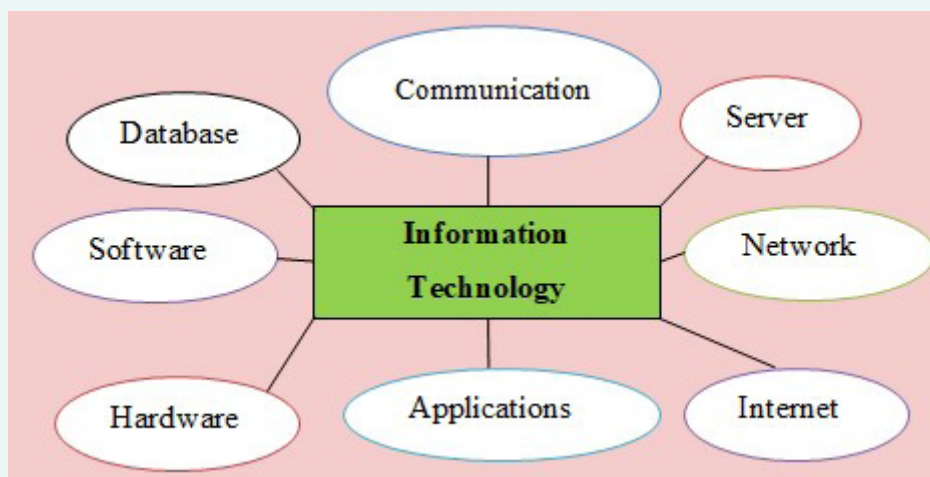 Communication
Server
Database
Information
Technology
Software
Network
Hardware
Applications
Internet